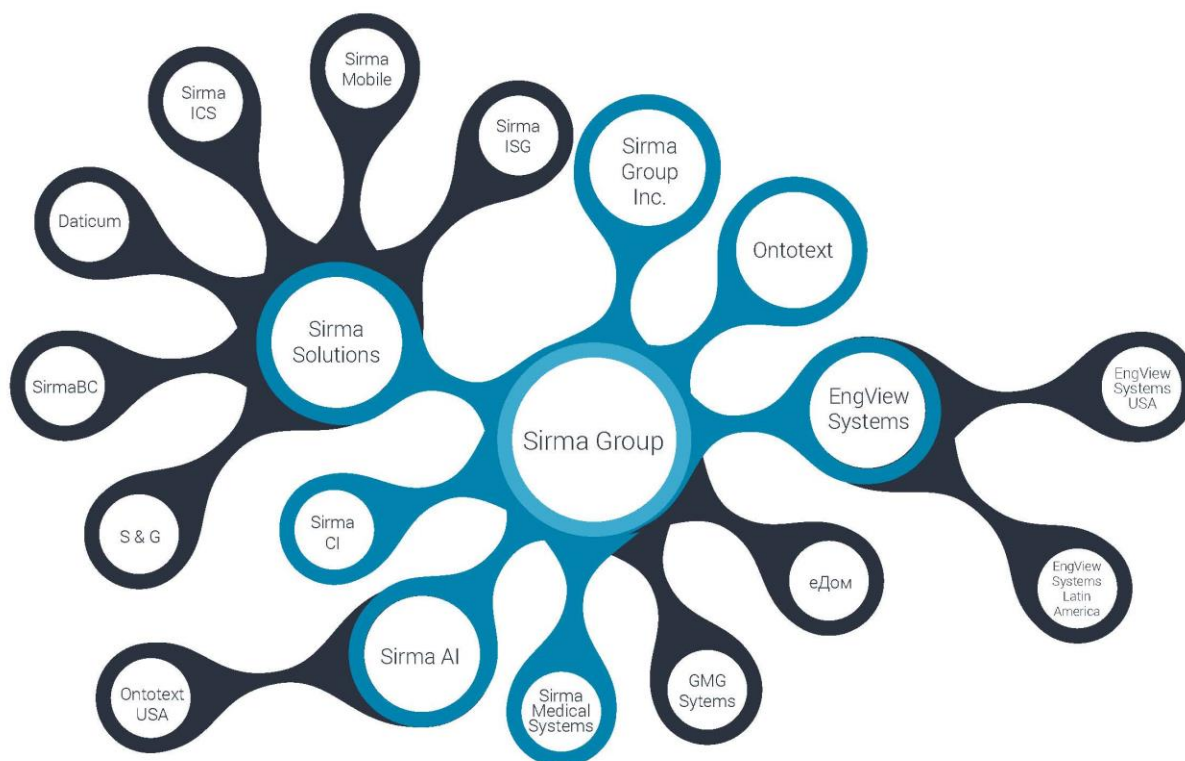 Sirma
Mobile
Sirma
ICS
Sirma
ISG
Sirma
Group
Inc.
Daticum
Ontotext
Sirma
Solutions
SirmaBC
EngView
Systems
USA
EngView
Systems
Sirma Group
S & G
Sirma
CI
еДом
EngView
Systems
Latin
America
Sirma AI
Ontotext
USA
Sirma
Medical
Systems
GMG
Sytems